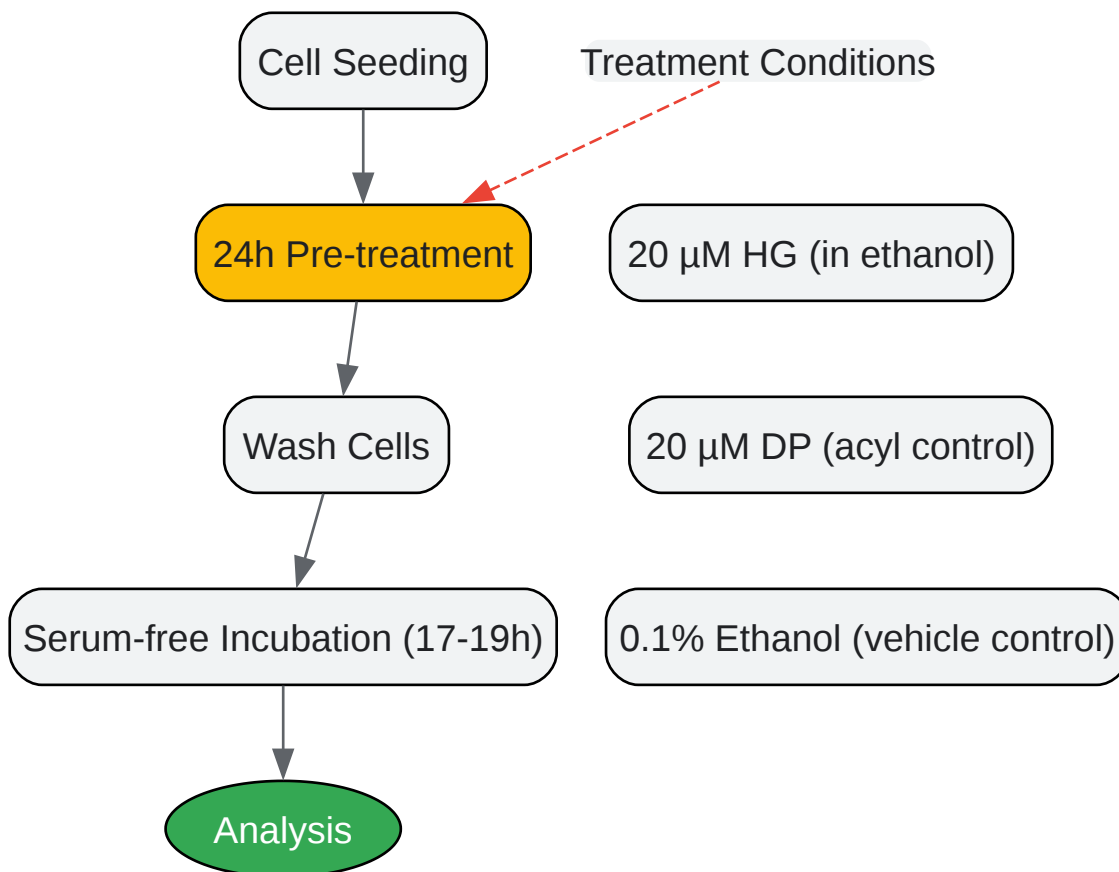 Cell Seeding
Treatment Conditions
24h Pre-treatment
20 µM HG (in ethanol)
Wash Cells
20 µM DP (acyl control)
Serum-free Incubation (17-19h)
0.1% Ethanol (vehicle control)
Analysis